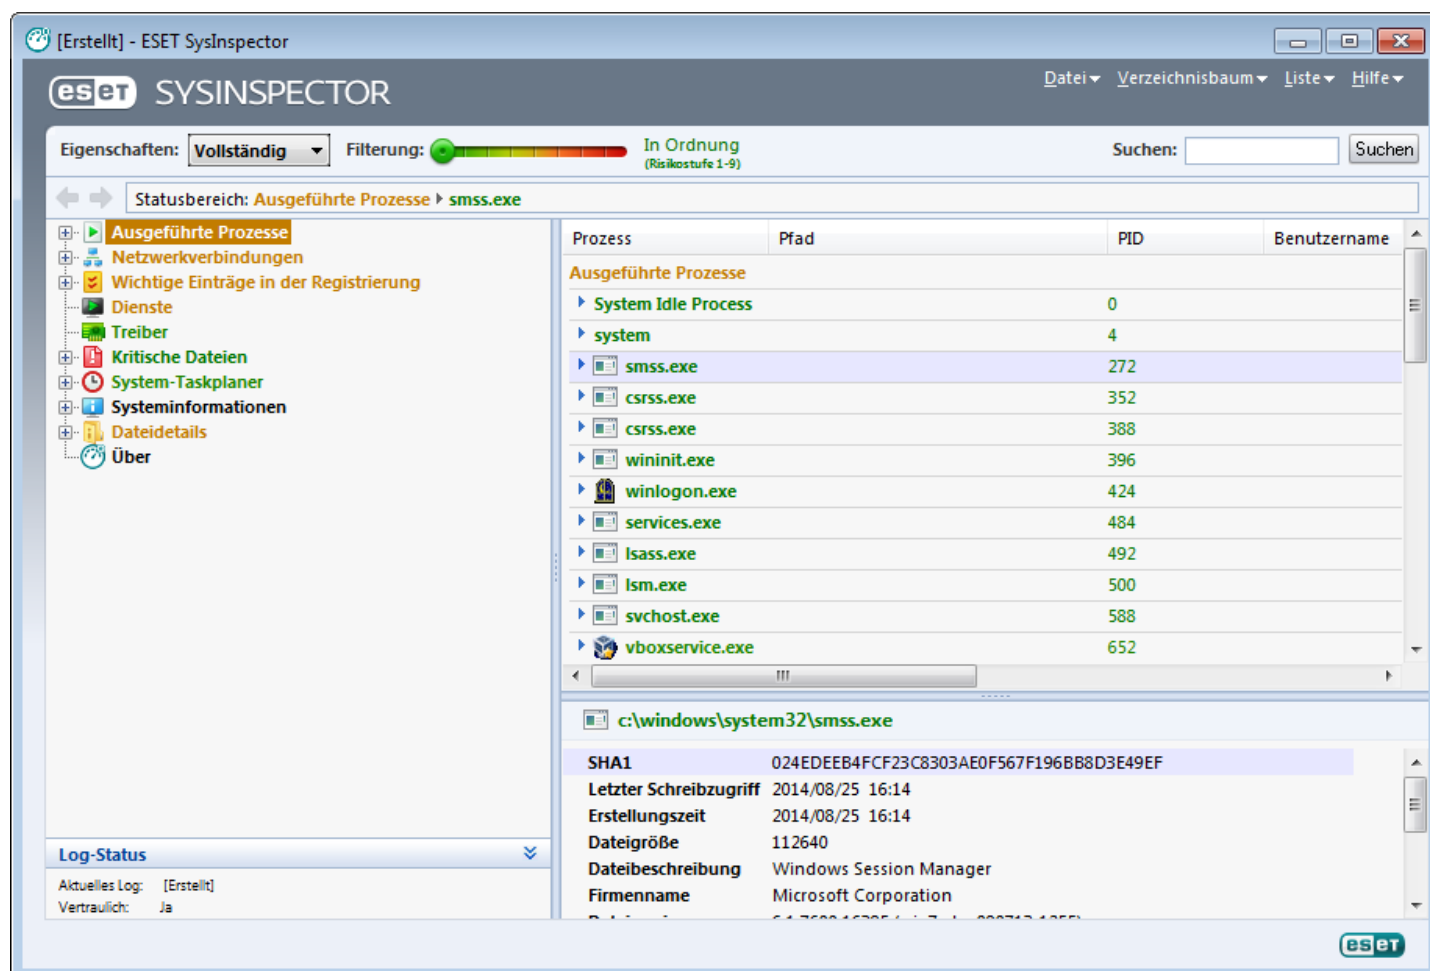 [Erstellt] - ESET SysInspector
eset SYSINSPECTOR
Datei Verzeichnisbaum Liste Hilfe
Eigenschaften: Vollständig Filterung: In Ordnung Suchen: Suchen
(Risikostufe 1-9)
Statusbereich: Ausgeführte Prozesse smss.exe
Ausgeführte Prozesse
Netzwerkverbindungen
Wichtige Einträge in der Registrierung
Dienste
Treiber
Kritische Dateien
System-Taskplaner
Systeminformationen
Dateidetails
Über
Log-Status
Aktuelles Log: [Erstellt]
Vertraulich: Ja
Prozess Pfad PID Benutzername
Ausgeführte Prozesse
System Idle Process 0
system 4
smss.exe 272
csrss.exe 352
csrss.exe 388
wininit.exe 396
winlogon.exe 424
services.exe 484
lsass.exe 492
lsm.exe 500
svchost.exe 588
vboxservice.exe 652
c:\windows\system32\smss.exe
SHA1 024EDEEB4FCF23C8303AE0F567F196BB8D3E49EF
Letzter Schreibzugriff 2014/08/25 16:14
Erstellungszeit 2014/08/25 16:14
Dateigröße 112640
Dateibeschreibung Windows Session Manager
Firmenname Microsoft Corporation
eset